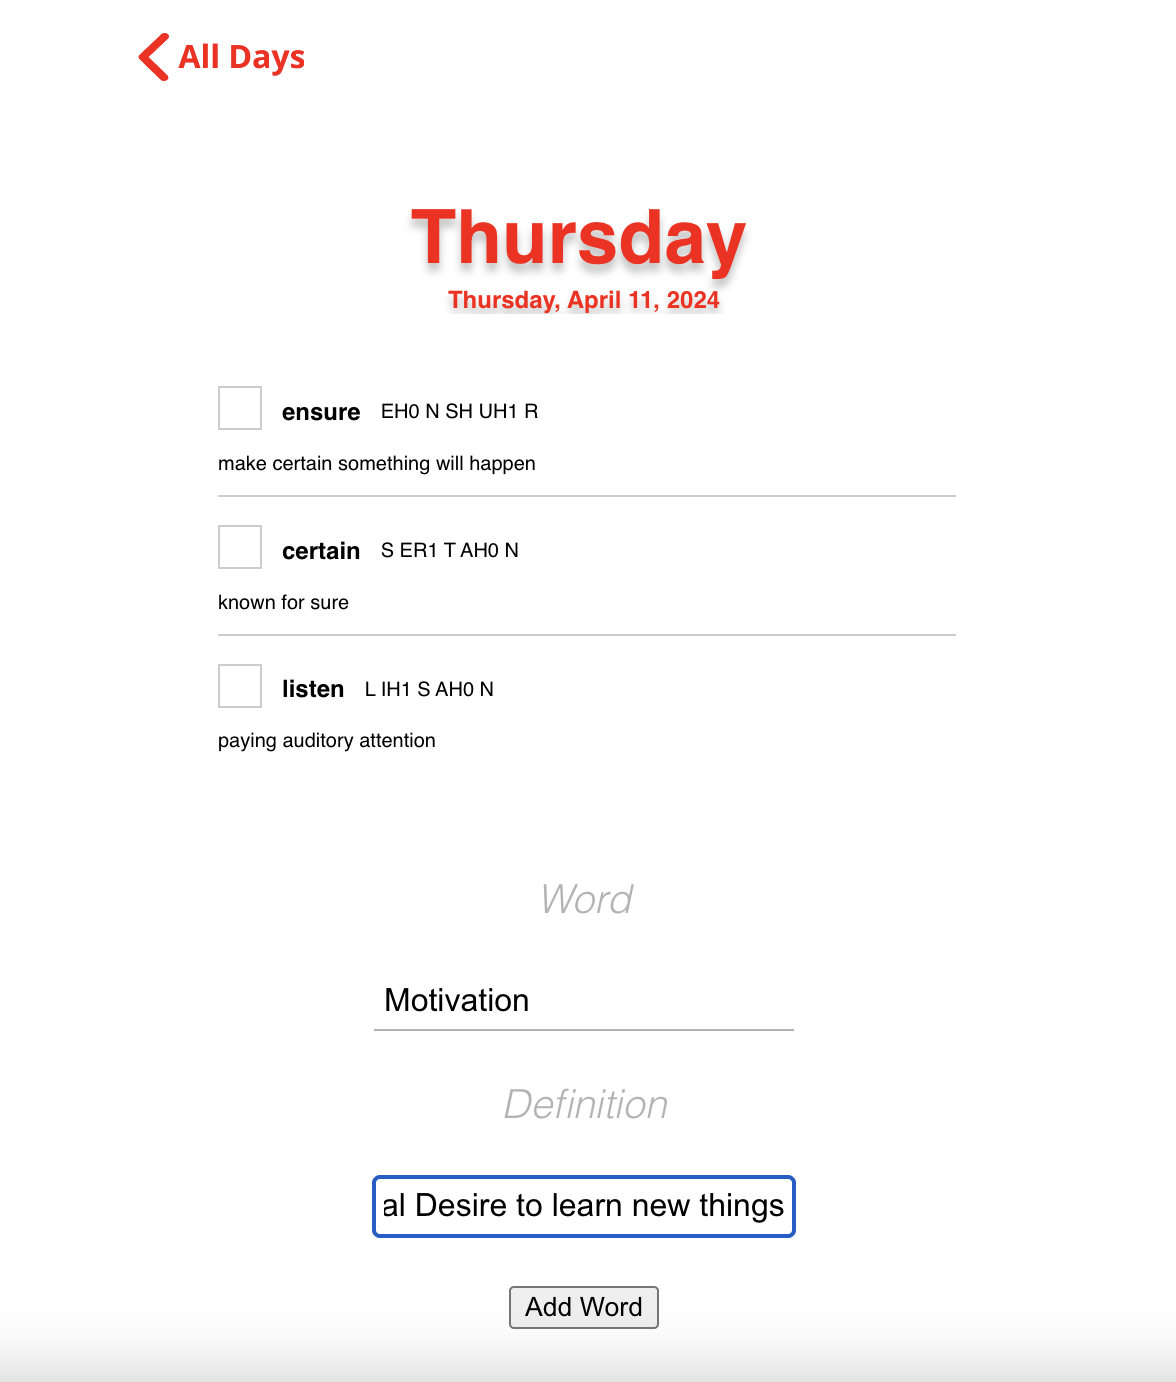 All Days
Thursday
Thursday, April 11, 2024
ensure EH0 N SH UH1 R
make certain something will happen
certain S ER1 T AH0 N
known for sure
listen L IH1 S AH0 N
paying auditory attention
Word
Motivation
Definition
al Desire to learn new things
Add Word